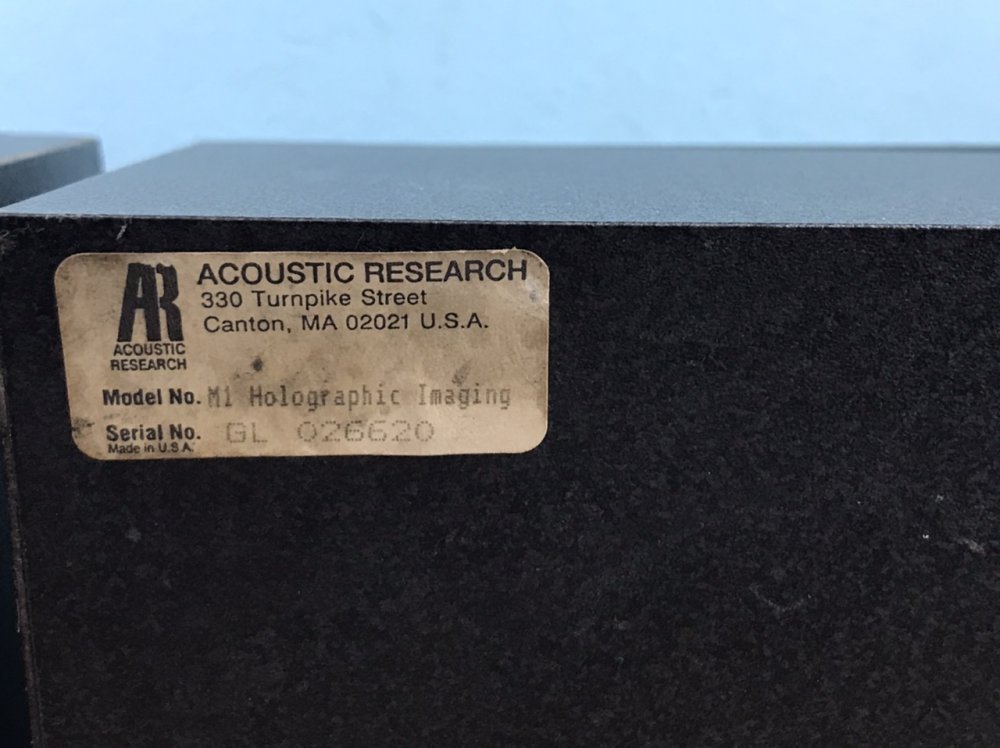 AR
ACOUSTIC
RESEARCH
ACOUSTIC RESEARCH
330 Turnpike Street
Canton, MA 02021 U.S.A.
Model No. M1 Holographic Imaging
Serial No. GL 026620
Made in U.S.A.